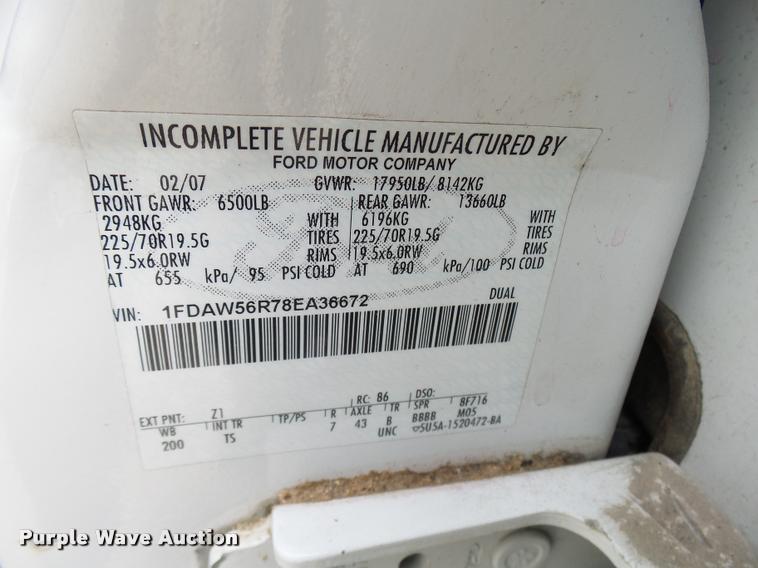 INCOMPLETE VEHICLE MANUFACTURED BY
FORD MOTOR COMPANY
DATE: 02/07 GVWR: 17950LB/ 8142KG
FRONT GAWR: 6500LB REAR GAWR: 13660LB
2948KG WITH 6196KG WITH
225/70R19.5G TIRES 225/70R19.5G TIRES
19.5x6.0RW RIMS 19.5x6.0RW RIMS
AT 655 kPa/ 95 PSI COLD AT 690 kPa/100 PSI COLD
DUAL
VIN: 1FDAW56R78EA36672
EXT PNT: Z1 RC: 86 DSO:
WB INT TR TP/PS R AXLE TR SPR 8F716
200 TS 7 43 B BBBB M05
UNC 5U5A-1520472-BA
Purple Wave Auction